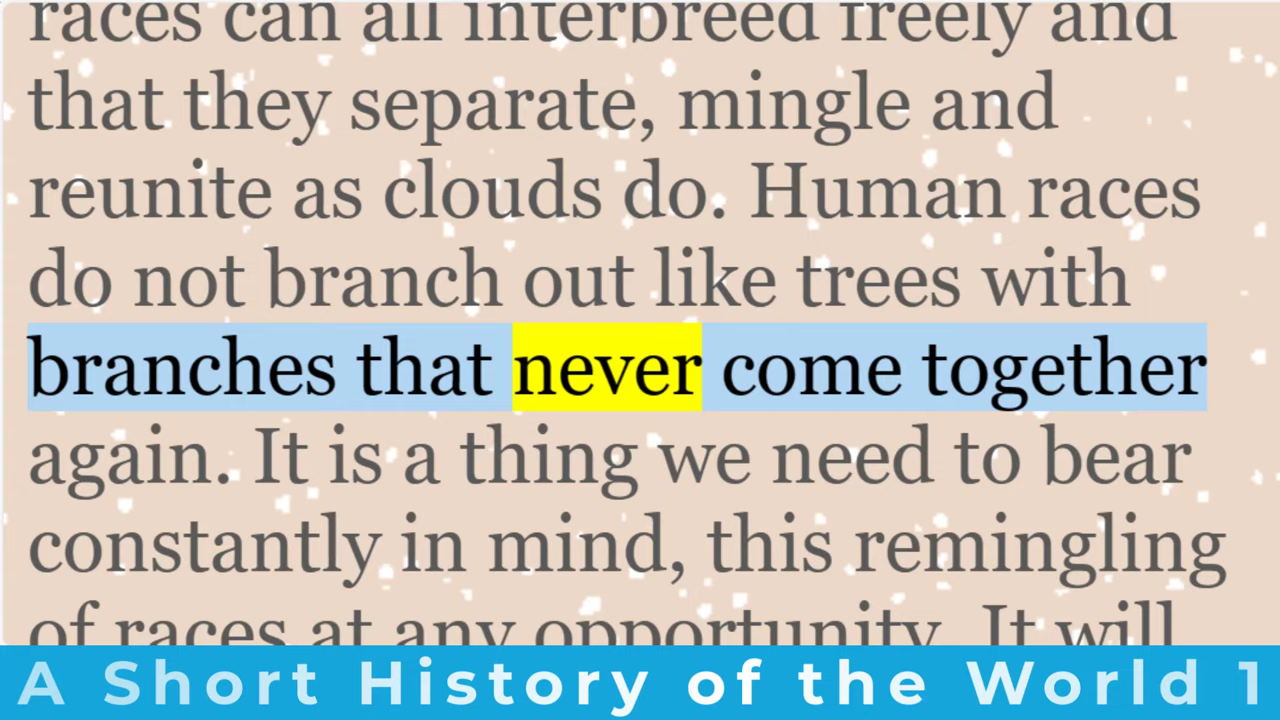 races can all interbreed freely and
that they separate, mingle and
reunite as clouds do. Human races
do not branch out like trees with
branches that never come together
again. It is a thing we need to bear
constantly in mind, this remingling
of races at any opportunity. It will
A Short History of the World 1